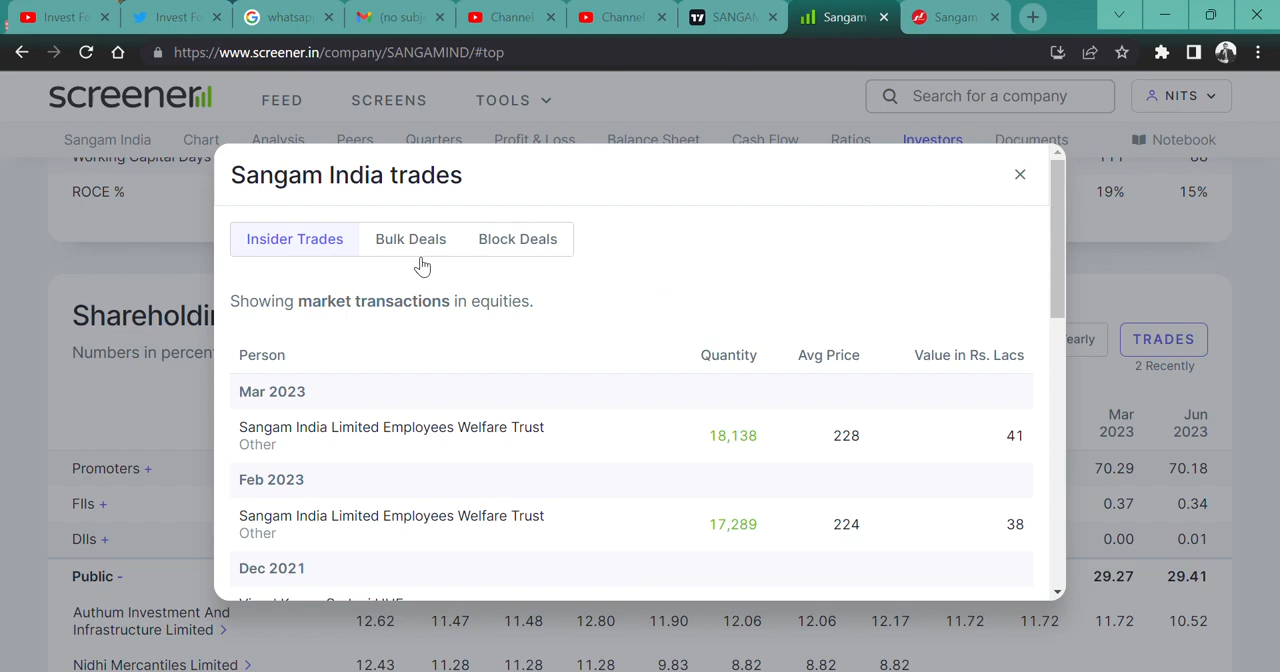 Invest Fo
Invest Fo
whatsap
(no subj
Channel
Channel
SANGAM
Sangam
Sangam
https://www.screener.in/company/SANGAMIND/#top
screener
FEED
SCREENS
TOOLS
Search for a company
NITS
Sangam India
Chart
Analysis
Peers
Quarters
Profit & Loss
Balance Sheet
Cash Flow
Ratios
Investors
Documents
Notebook
Working Capital Days
ROCE %
19%
15%
Sangam India trades
Insider Trades
Bulk Deals
Block Deals
Showing market transactions in equities.
Person Quantity Avg Price Value in Rs. Lacs
Mar 2023
Sangam India Limited Employees Welfare Trust
Other
18,138 228 41
Feb 2023
Sangam India Limited Employees Welfare Trust
Other
17,289 224 38
Dec 2021
Numbers in
TRADES
2 Recently
Mar 2023
Jun 2023
Promoters + 70.29 70.18
FIIs + 0.37 0.34
DIIs + 0.00 0.01
Public - 29.27 29.41
Authum Investment And
Infrastructure Limited > 12.62 11.47 11.48 12.80 11.90 12.06 12.06 12.17 11.72 11.72 11.72 10.52
Nidhi Mercantiles Limited > 12.43 11.28 11.28 11.28 9.83 8.82 8.82 8.82